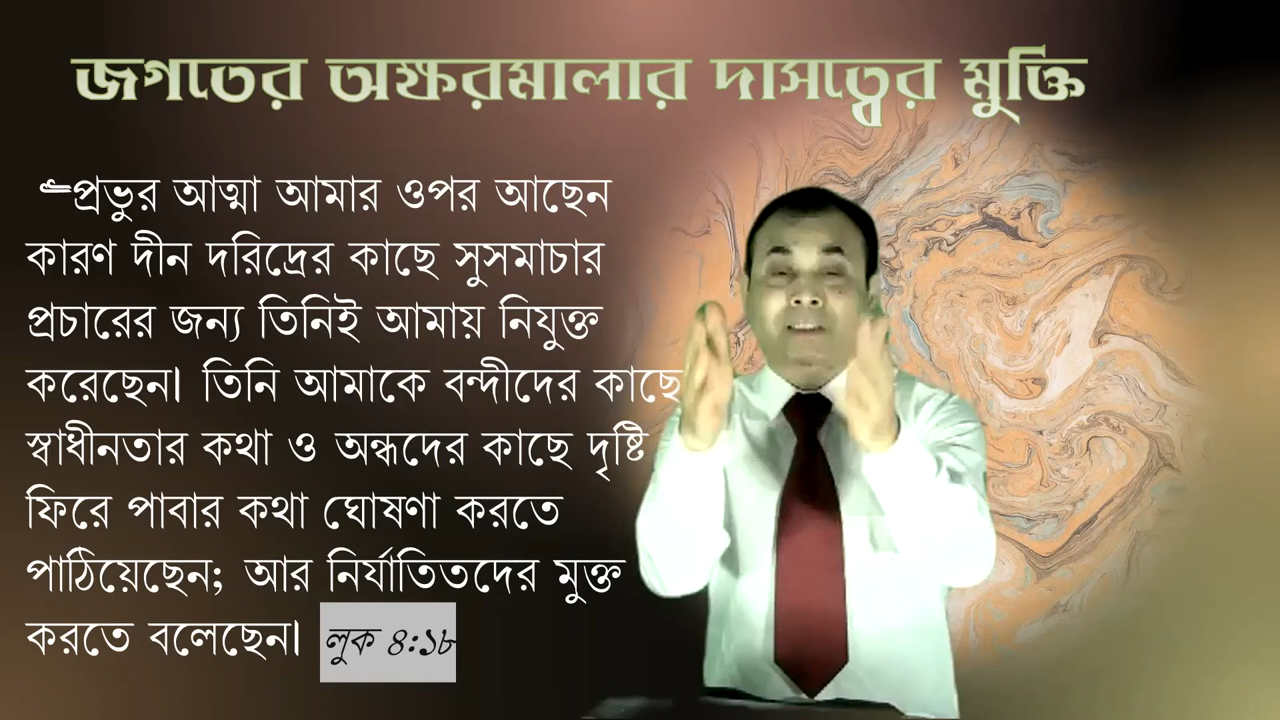 জগতের অক্ষরমালার দাসত্বের মুক্তি
প্রভুর আত্মা আমার ওপর আছেন
কারণ দীন দরিদ্রের কাছে সুসমাচার
প্রচারের জন্য তিনিই আমায় নিযুক্ত
করেছেন। তিনি আমাকে বন্দীদের কাছে
স্বাধীনতার কথা ও অন্ধদের কাছে দৃষ্টি
ফিরে পাবার কথা ঘোষণা করতে
পাঠিয়েছেন; আর নির্যাতিতদের মুক্ত
করতে বলেছেন। লুক ৪:১৮